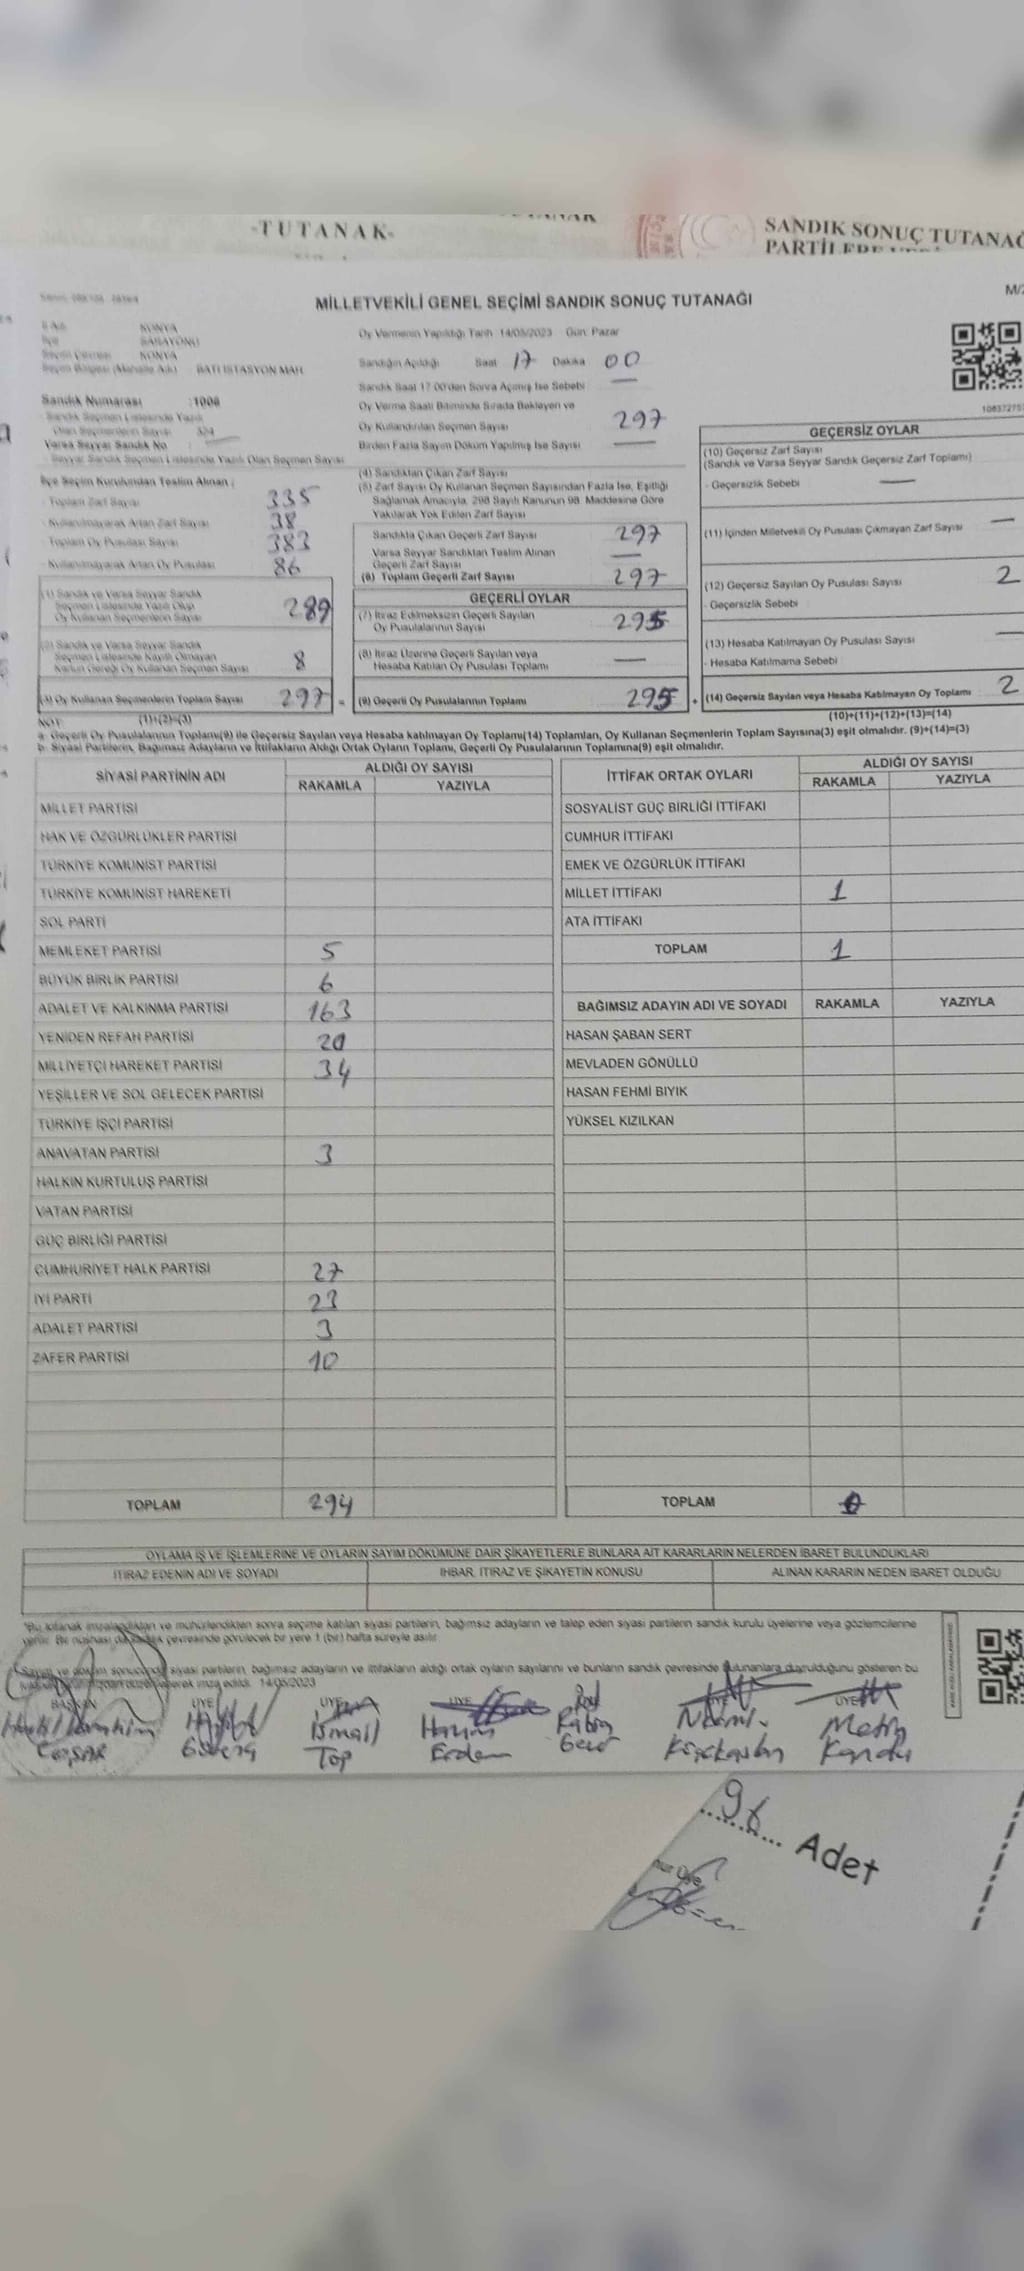 -TUTANAK-
SANDIK SONUÇ TUTANAĞ
MİLLETVEKİLİ GENEL SEÇİMİ SANDIK SONUÇ TUTANAĞI
M/2
KONYA
SARAYÖNÜ
KONYA
BATI İSTASYON MAH.
Oy Vermenin Yapıldığı Tarih 14/05/2023 Gün: Pazar
Sandığın Açıldığı Saat 17 Dakika 00
Sandık Saat 17:00'den Sonra Açılmış İse Sebebi —
Oy Verme Saati Bitiminde Sırada Bekleyen ve
Oy Kullandırılan Seçmen Sayısı 297
Birden Fazla Sayım Döküm Yapılmış İse Sayısı —
Sandık Numarası :1006
Sandık Seçmen Listesinde Yazılı
Olan Seçmenlerin Sayısı 324
Varsa Seyyar Sandık No
Seyyar Sandık Seçmen Listesinde Yazılı Olan Seçmen Sayısı
İlçe Seçim Kurulundan Teslim Alınan :
- Toplam Zarf Sayısı 335
- Kullanılmayarak Artan Zarf Sayısı 38
- Toplam Oy Pusulası Sayısı 383
- Kullanılmayarak Artan Oy Pusulası 86
(1) Sandık ve Varsa Seyyar Sandık
Seçmen Listesinde Yazılı Olup
Oy Kullanan Seçmenlerin Sayısı 289
(2) Sandık ve Varsa Seyyar Sandık
Seçmen Listesinde Kayıtlı Olmayan
Kanun Gereği Oy Kullanan Seçmen Sayısı 8
(3) Oy Kullanan Seçmenlerin Toplam Sayısı 297 =
(4) Sandıktan Çıkan Zarf Sayısı
(5) Zarf Sayısı Oy Kullanan Seçmen Sayısından Fazla İse, Eşitliği
Sağlamak Amacıyla, 298 Sayılı Kanunun 98. Maddesine Göre
Yakılarak Yok Edilen Zarf Sayısı
Sandıkta Çıkan Geçerli Zarf Sayısı 297
Varsa Seyyar Sandıktan Teslim Alınan
Geçerli Zarf Sayısı —
(6) Toplam Geçerli Zarf Sayısı 297
GEÇERLİ OYLAR
(7) İtiraz Edilmeksizin Geçerli Sayılan
Oy Pusulalarının Sayısı 295
(8) İtiraz Üzerine Geçerli Sayılan veya
Hesaba Katılan Oy Pusulası Toplamı —
(9) Geçerli Oy Pusulalarının Toplamı 295 +
GEÇERSİZ OYLAR
(10) Geçersiz Zarf Sayısı
(Sandık ve Varsa Seyyar Sandık Geçersiz Zarf Toplamı)
- Geçersizlik Sebebi —
(11) İçinden Milletvekili Oy Pusulası Çıkmayan Zarf Sayısı —
(12) Geçersiz Sayılan Oy Pusulası Sayısı 2
- Geçersizlik Sebebi
(13) Hesaba Katılmayan Oy Pusulası Sayısı —
- Hesaba Katılmama Sebebi
(14) Geçersiz Sayılan veya Hesaba Katılmayan Oy Toplamı 2
NOT: (1)+(2)=(3)
(10)+(11)+(12)+(13)=(14)
a- Geçerli Oy Pusulalarının Toplamı(9) ile Geçersiz Sayılan veya Hesaba katılmayan Oy Toplamı(14) Toplamları, Oy Kullanan Seçmenlerin Toplam Sayısına(3) eşit olmalıdır. (9)+(14)=(3)
b- Siyasi Partilerin, Bağımsız Adayların ve İttifakların Aldığı Ortak Oyların Toplamı, Geçerli Oy Pusulalarının Toplamına(9) eşit olmalıdır.
SİYASİ PARTİNİN ADI ALDIĞI OY SAYISI
RAKAMLA YAZIYLA
MİLLET PARTİSİ
HAK VE ÖZGÜRLÜKLER PARTİSİ
TÜRKİYE KOMÜNİST PARTİSİ
TÜRKİYE KOMÜNİST HAREKETİ
SOL PARTİ
MEMLEKET PARTİSİ 5
BÜYÜK BİRLİK PARTİSİ 6
ADALET VE KALKINMA PARTİSİ 163
YENİDEN REFAH PARTİSİ 20
MİLLİYETÇİ HAREKET PARTİSİ 34
YEŞİLLER VE SOL GELECEK PARTİSİ
TÜRKİYE İŞÇİ PARTİSİ
ANAVATAN PARTİSİ 3
HALKIN KURTULUŞ PARTİSİ
VATAN PARTİSİ
GÜÇ BİRLİĞİ PARTİSİ
CUMHURİYET HALK PARTİSİ 27
İYİ PARTİ 23
ADALET PARTİSİ 3
ZAFER PARTİSİ 10
TOPLAM 294
İTTİFAK ORTAK OYLARI ALDIĞI OY SAYISI
RAKAMLA YAZIYLA
SOSYALİST GÜÇ BİRLİĞİ İTTİFAKI
CUMHUR İTTİFAKI
EMEK VE ÖZGÜRLÜK İTTİFAKI
MİLLET İTTİFAKI 1
ATA İTTİFAKI
TOPLAM 1
BAĞIMSIZ ADAYIN ADI VE SOYADI RAKAMLA YAZIYLA
HASAN ŞABAN SERT
MEVLADEN GÖNÜLLÜ
HASAN FEHMİ BIYIK
YÜKSEL KIZILKAN
TOPLAM 0
OYLAMA İŞ VE İŞLEMLERİNE VE OYLARIN SAYIM DÖKÜMÜNE DAİR ŞİKAYETLERLE BUNLARA AİT KARARLARIN NELERDEN İBARET BULUNDUKLARI
İTİRAZ EDENİN ADI VE SOYADI İHBAR, İTİRAZ VE ŞİKAYETİN KONUSU ALINAN KARARIN NEDEN İBARET OLDUĞU
*Bu tutanak imzalandıktan ve mühürlendikten sonra seçime katılan siyasi partilerin, bağımsız adayların ve talep eden siyasi partilerin sandık kurulu üyelerine veya gözlemcilerine
verilir. Bir nüshası da sandık çevresinde görülecek bir yere 1 (bir) hafta süreyle asılır.
Sayım ve döküm sonucunda siyasi partilerin, bağımsız adayların ve ittifakların aldığı ortak oyların sayılarını ve bunların sandık çevresinde bulunanlara duyurulduğunu gösteren bu
düzenlenerek imza edildi. 14/05/2023
BAŞKAN ÜYE ÜYE ÜYE ÜYE ÜYE
İsmail Metin
Top Erdem
96 Adet